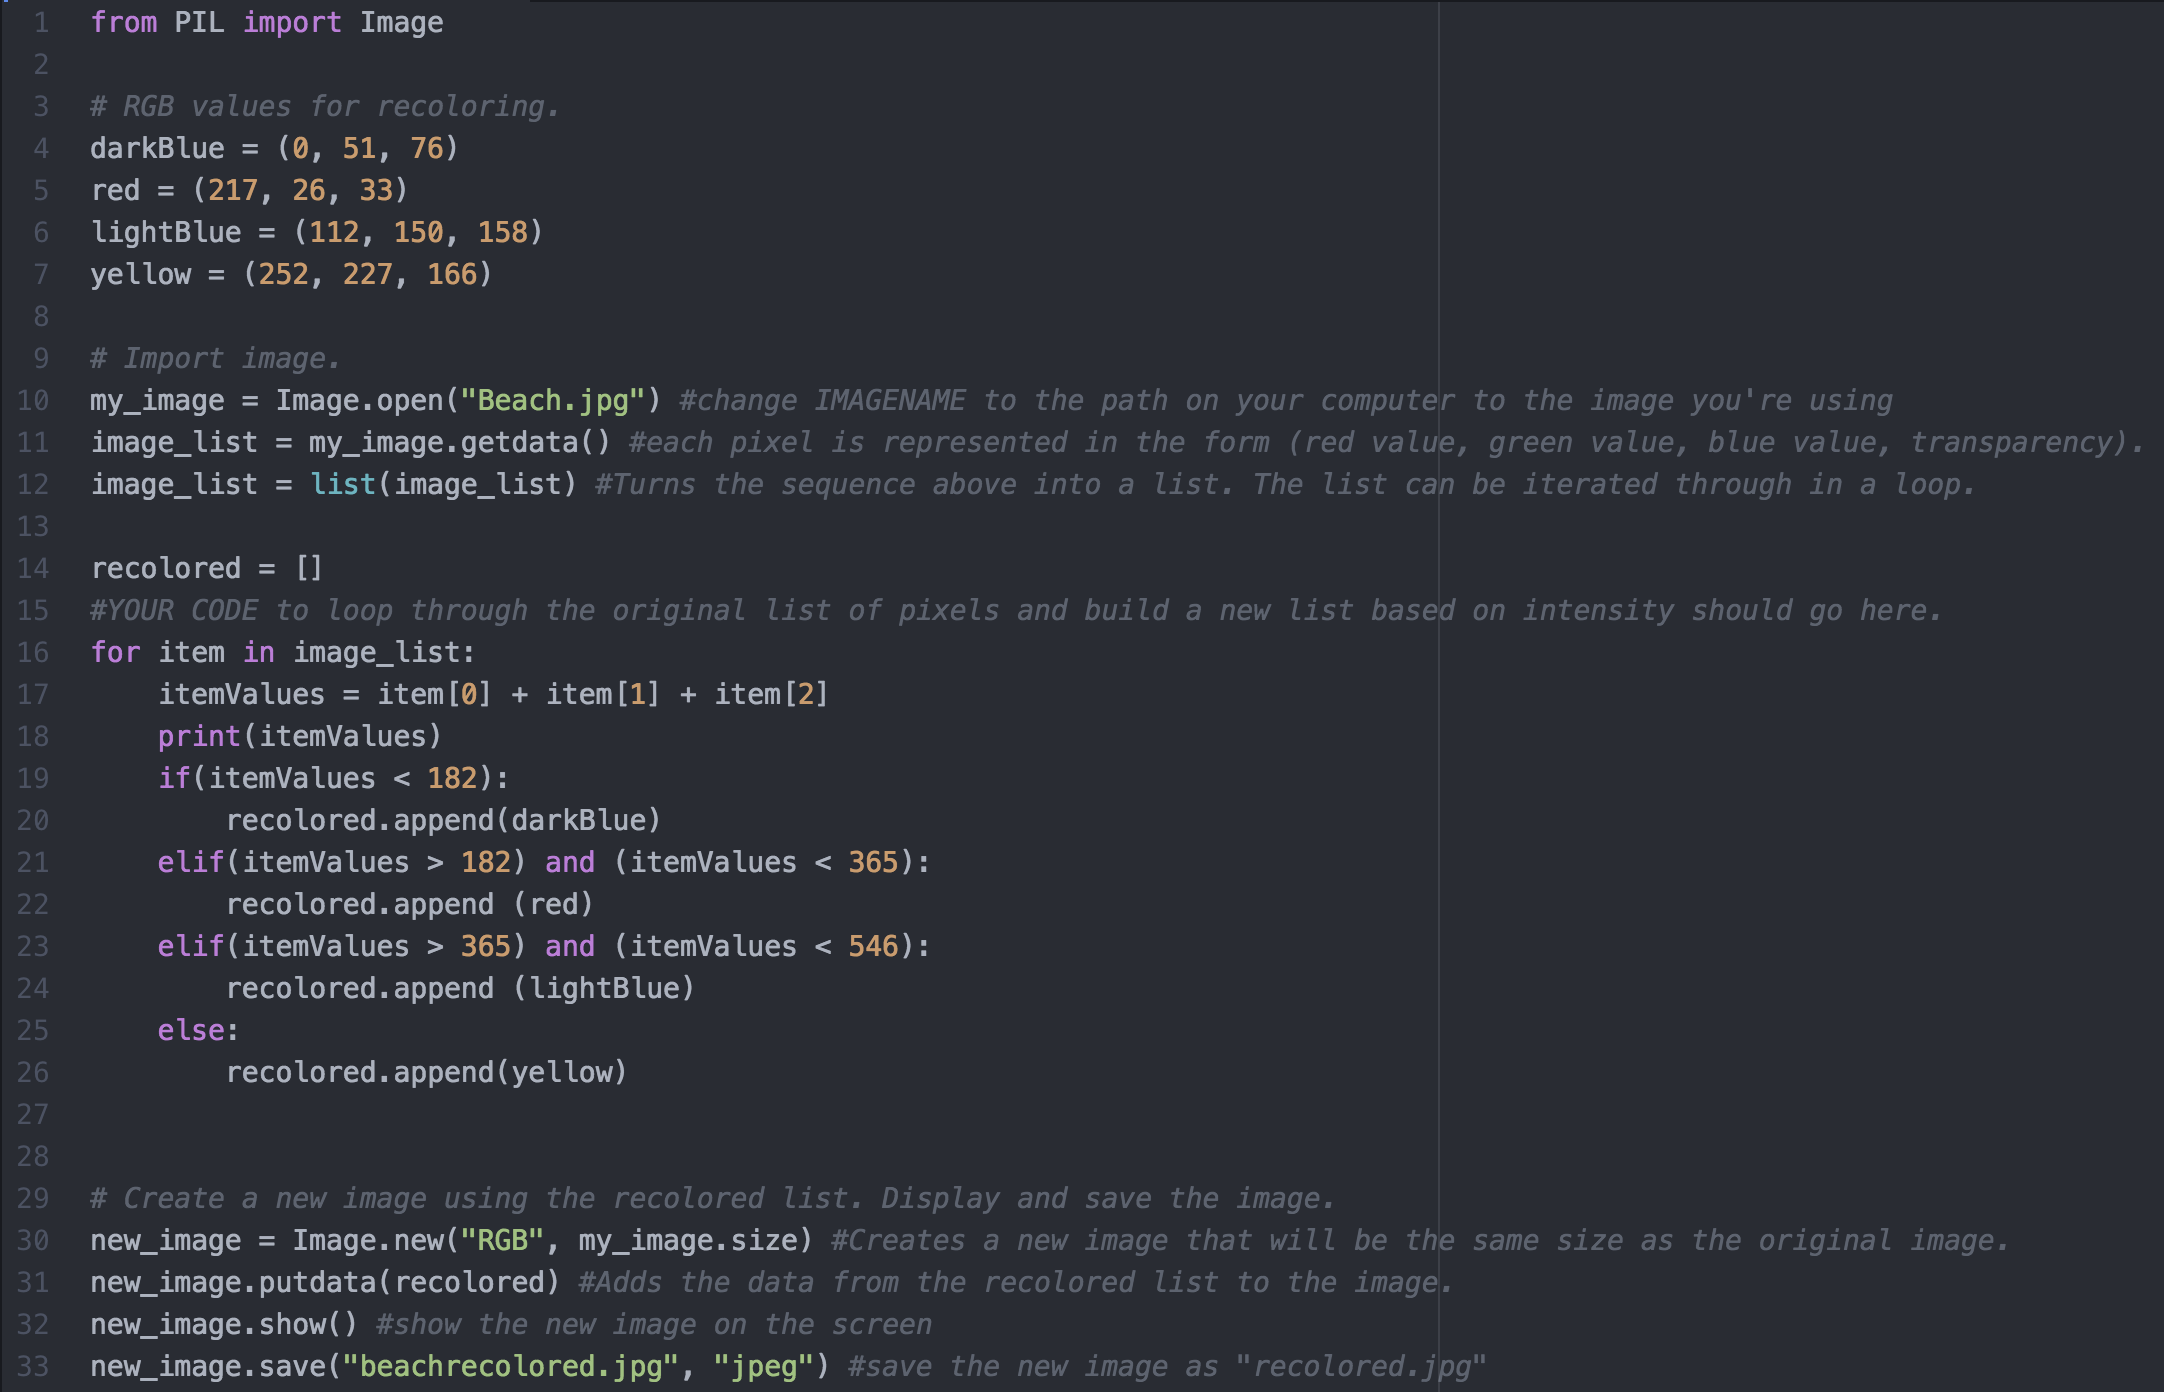 1 from PIL import Image
2
3 # RGB values for recoloring.
4 darkBlue = (0, 51, 76)
5 red = (217, 26, 33)
6 lightBlue = (112, 150, 158)
7 yellow = (252, 227, 166)
8
9 # Import image.
10 my_image = Image.open("Beach.jpg") #change IMAGENAME to the path on your computer to the image you're using
11 image_list = my_image.getdata() #each pixel is represented in the form (red value, green value, blue value, transparency).
12 image_list = list(image_list) #Turns the sequence above into a list. The list can be iterated through in a loop.
13
14 recolored = []
15 #YOUR CODE to loop through the original list of pixels and build a new list based on intensity should go here.
16 for item in image_list:
17     itemValues = item[0] + item[1] + item[2]
18     print(itemValues)
19     if(itemValues < 182):
20         recolored.append(darkBlue)
21     elif(itemValues > 182) and (itemValues < 365):
22         recolored.append (red)
23     elif(itemValues > 365) and (itemValues < 546):
24         recolored.append (lightBlue)
25     else:
26         recolored.append(yellow)
27
28
29 # Create a new image using the recolored list. Display and save the image.
30 new_image = Image.new("RGB", my_image.size) #Creates a new image that will be the same size as the original image.
31 new_image.putdata(recolored) #Adds the data from the recolored list to the image.
32 new_image.show() #show the new image on the screen
33 new_image.save("beachrecolored.jpg", "jpeg") #save the new image as "recolored.jpg"